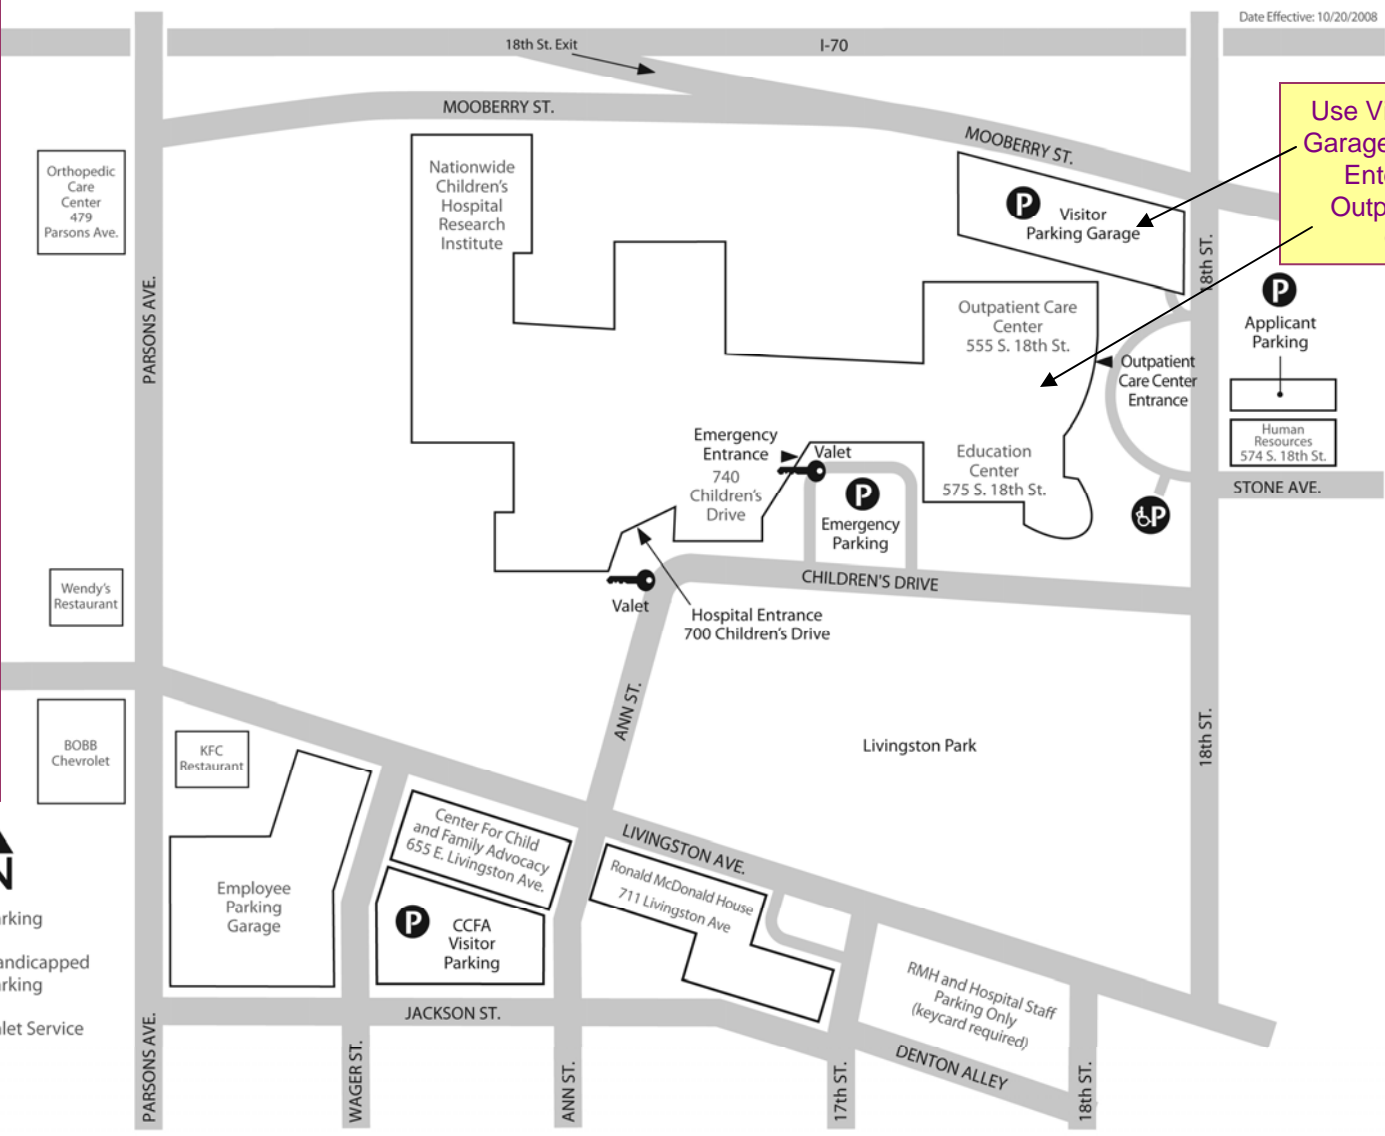 Date Effective: 10/20/2008
18th St. Exit
I-70
MOOBERRY ST.
MOOBERRY ST.
Use
Garage
Orthopedic
Care
Center
479
Parsons Ave.
Nationwide
Children's
Hospital
Research
Institute
P
Visitor
Parking Garage
18th ST.
P
Applicant
Parking
PARSONS AVE.
Outpatient Care
Center
555 S. 18th St.
Outpatient
Care Center
Entrance
Human
Resources
574 S. 18th St.
STONE AVE.
Emergency
Entrance
740
Children's
Drive
Valet
P
Emergency
Parking
Education
Center
575 S. 18th St.
P
CHILDREN'S DRIVE
Valet
Hospital Entrance
700 Children's Drive
Wendy's
Restaurant
ANN ST.
Livingston Park
18th ST.
BOBB
Chevrolet
KFC
Restaurant
Center For Child
and Family Advocacy
655 E. Livingston Ave.
LIVINGSTON AVE.
Ronald McDonald House
711 Livingston Ave
Employee
Parking
Garage
P
CCFA
Visitor
Parking
RMH and Hospital Staff
Parking Only
(keycard required)
N
arking
andicapped
arking
let Service
JACKSON ST.
DENTON ALLEY
PARSONS AVE.
WAGER ST.
ANN ST.
17th ST.
18th ST.